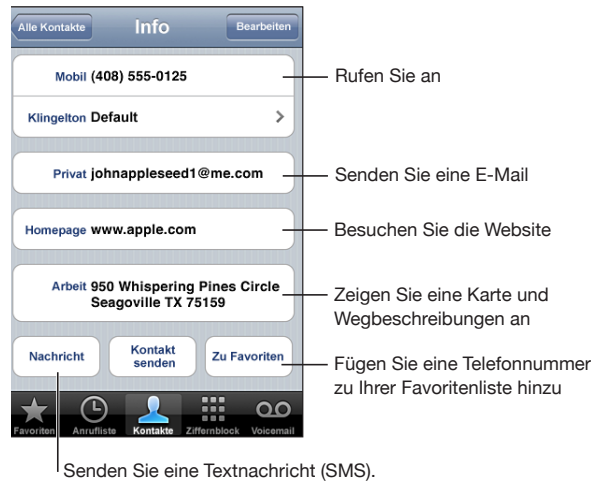 Alle Kontakte Info Bearbeiten
Mobil (408) 555-0125
Rufen Sie an
Klingelton Default
Privat johnappleseed1@me.com
Senden Sie eine E-Mail
Homepage www.apple.com
Besuchen Sie die Website
Arbeit 950 Whispering Pines Circle
Seagoville TX 75159
Zeigen Sie eine Karte und
Wegbeschreibungen an
Nachricht
Kontakt
senden
Zu Favoriten
Fügen Sie eine Telefonnummer
zu Ihrer Favoritenliste hinzu
Favoriten Anrufliste Kontakte Ziffernblock Voicemail
Senden Sie eine Textnachricht (SMS).